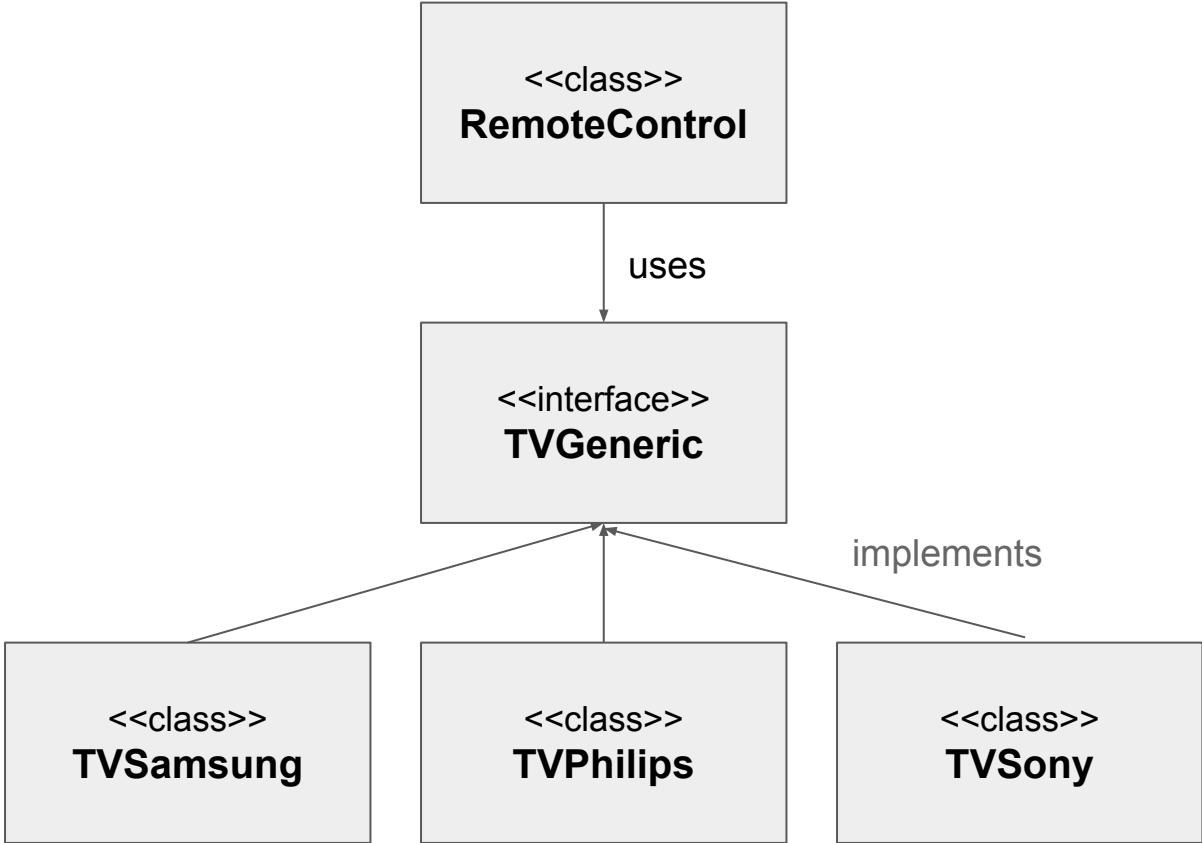 <<class>>
RemoteControl
uses
<<interface>>
TVGeneric
implements
<<class>>
TVSamsung
<<class>>
TVPhilips
<<class>>
TVSony